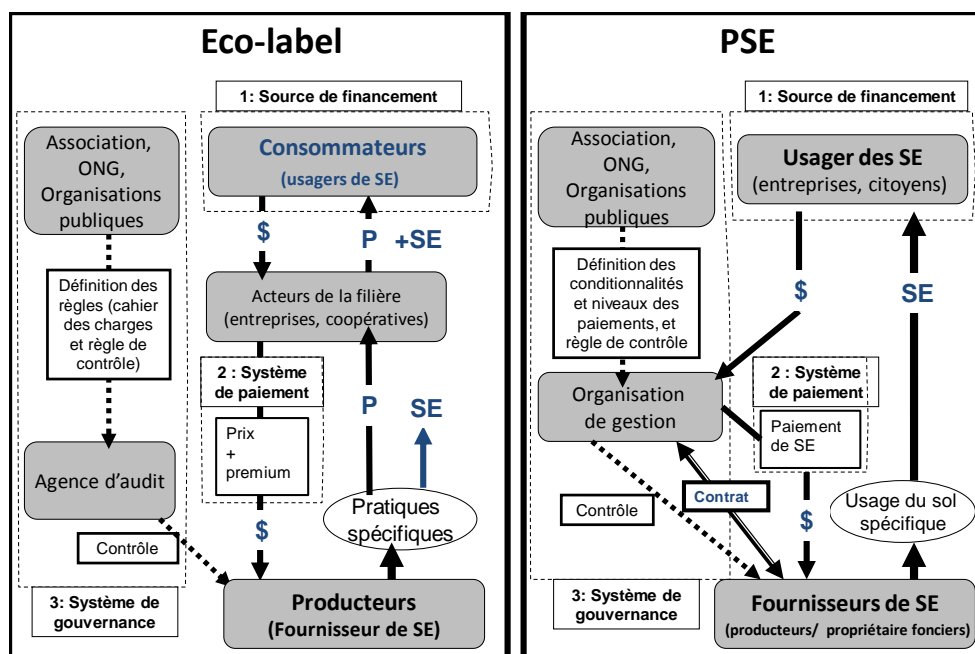 Eco-label
1: Source de financement
Association,
ONG,
Organisations
publiques
Consommateurs
(usagers de SE)
$
P +SE
Définition des
règles (cahier
des charges
et règle de
contrôle)
Acteurs de la filière
(entreprises, coopératives)
2 : Système
de paiement
P
SE
Prix
+
premium
Agence d’audit
Pratiques
spécifiques
$
Contrôle
3: Système de
gouvernance
Producteurs
(Fournisseur de SE)
PSE
1: Source de financement
Association,
ONG,
Organisations
publiques
Usager des SE
(entreprises, citoyens)
Définition des
conditionnalités
et niveaux des
paiements, et
règle de contrôle
$
SE
2 : Système
de paiement
Organisation
de gestion
Paiement
de SE
Contrat
Contrôle
Usage du sol
spécifique
$
3: Système de
gouvernance
Fournisseurs de SE
(producteurs/ propriétaire fonciers)